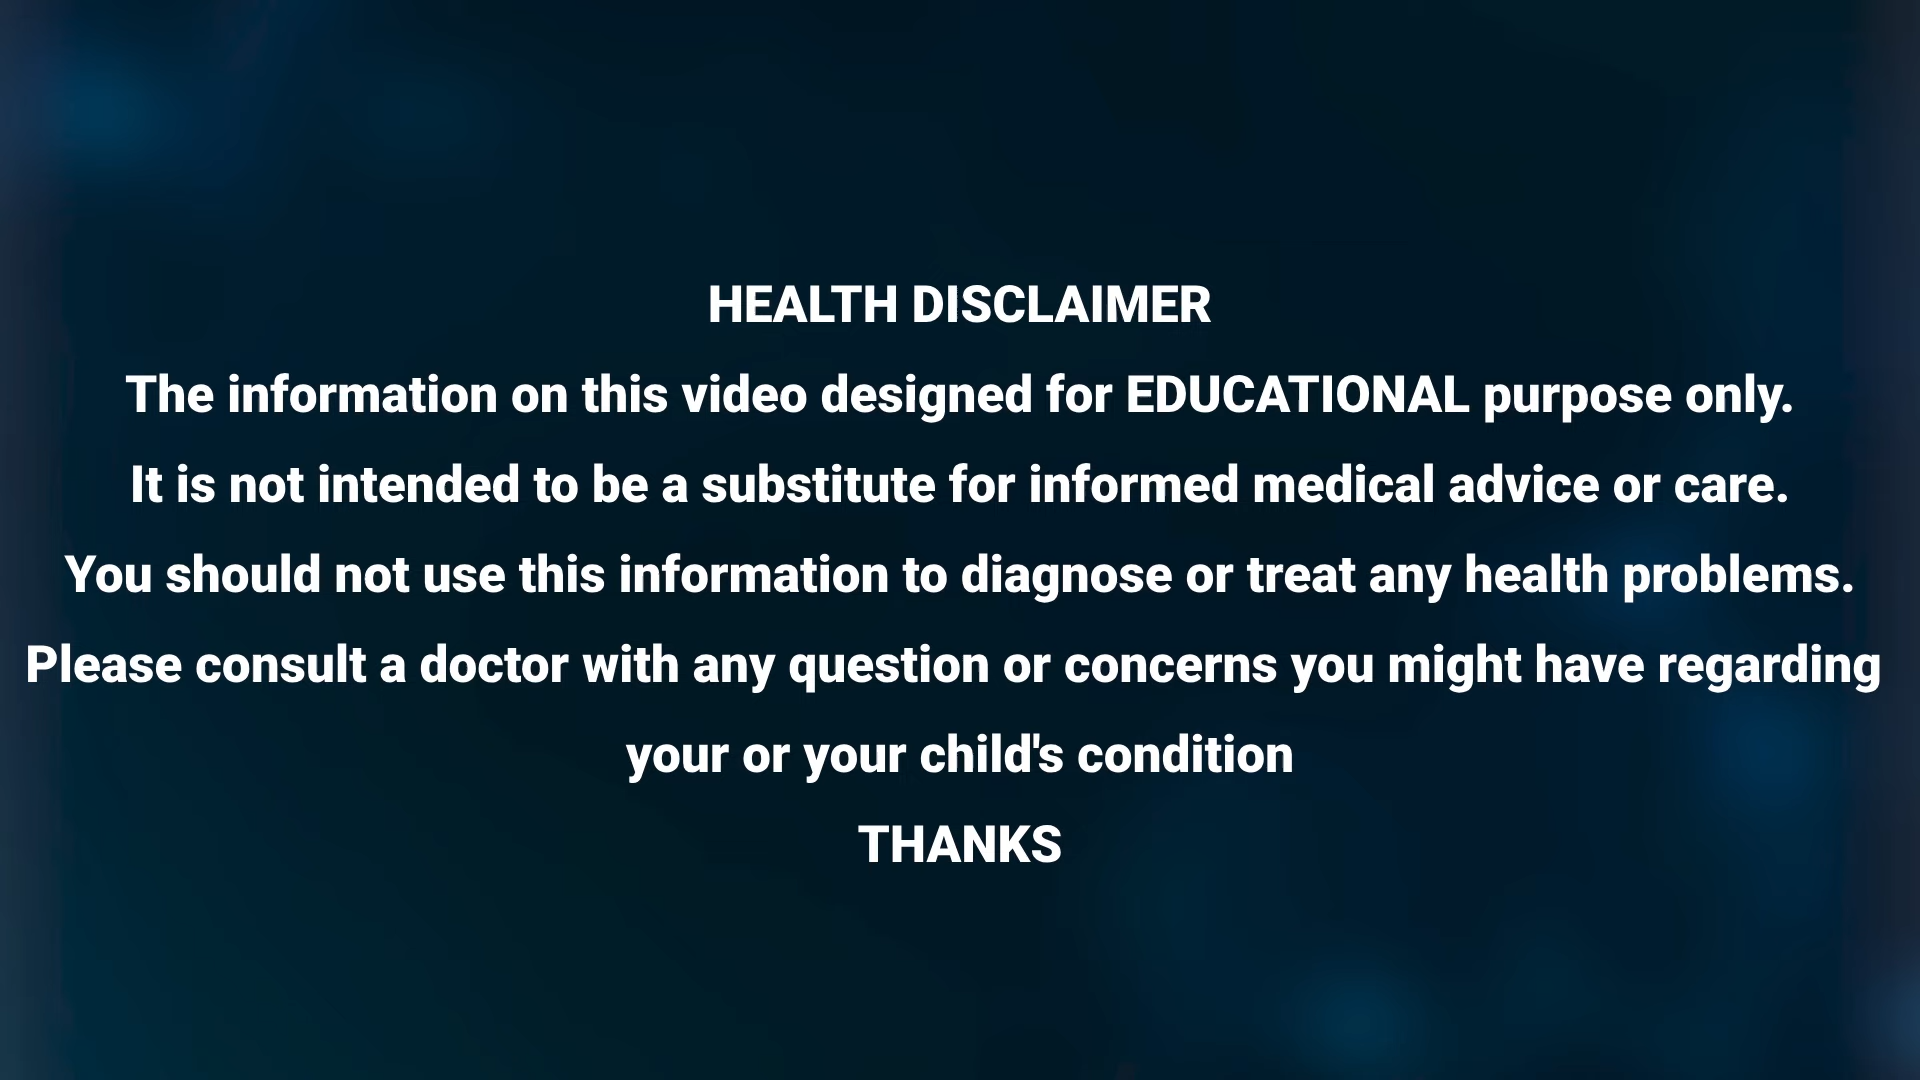 HEALTH DISCLAIMER
The information on this video designed for EDUCATIONAL purpose only.
It is not intended to be a substitute for informed medical advice or care.
You should not use this information to diagnose or treat any health problems.
Please consult a doctor with any question or concerns you might have regarding
your or your child's condition
THANKS